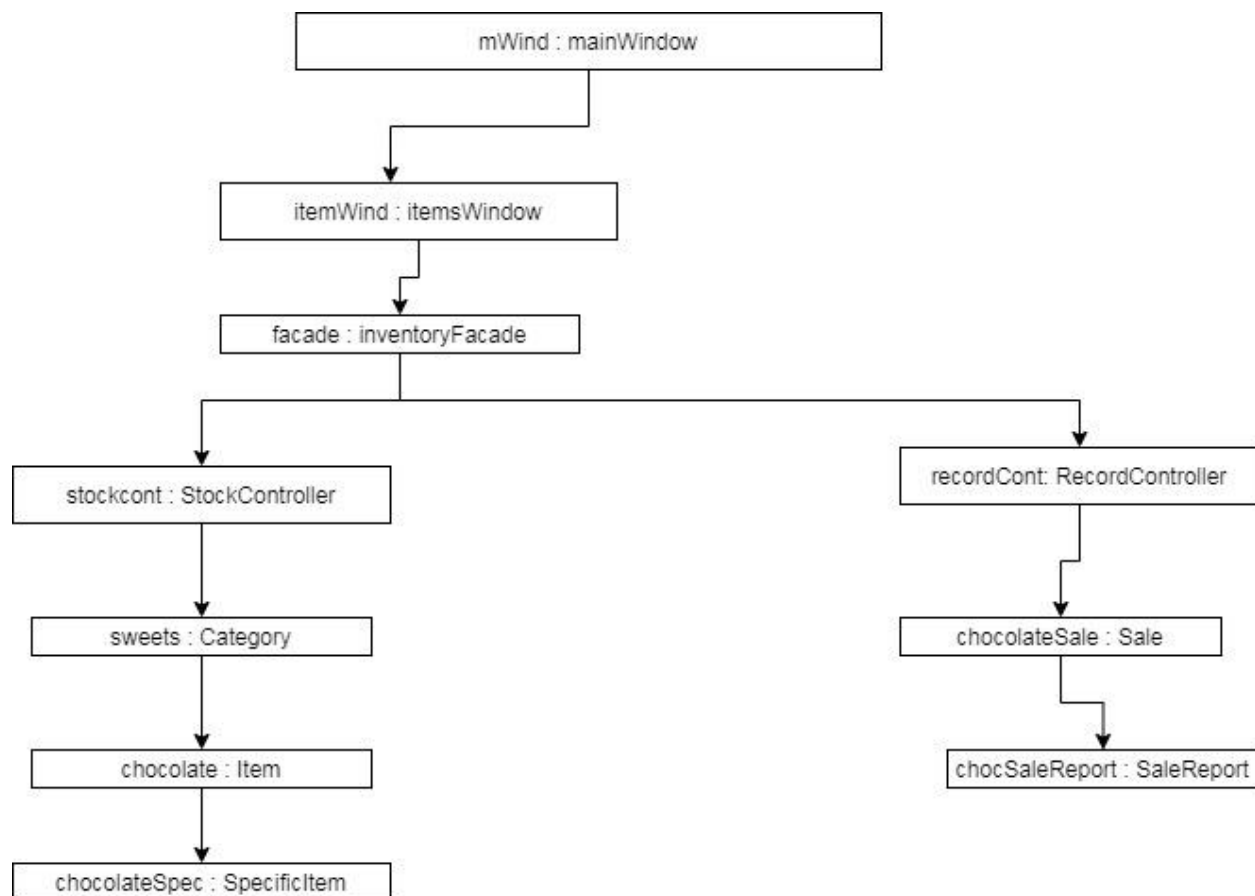 mWind : mainWindow
itemWind : itemsWindow
facade : inventoryFacade
stockcont : StockController
recordCont: RecordController
sweets : Category
chocolateSale : Sale
chocolate : Item
chocSaleReport : SaleReport
chocolateSpec : SpecificItem